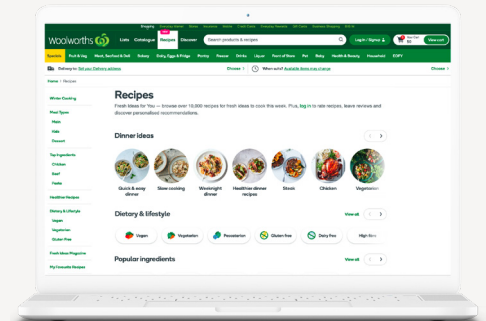 Shopping Everyday Market
Woolworths Lists Catalogue Recipes Discover Search products & recipes Login / Signup $0 View cart
Specials Fruit & Veg Meat, Seafood & Deli Bakery Dairy, Eggs & Fridge Pantry Freezer Drinks Liquor Front of Store Pet Baby Health & Beauty Household
Delivery to: Set your Delivery address Choose When suits? Available times may change Choose
Home / Recipes
Recipes
Fresh Ideas for You — browse over 10,000 recipes for fresh ideas to cook this week. Plus, log in to rate recipes, leave reviews and
discover personalised recommendations.
Winter Cooking
Meal Types
Main
Dessert
Top Ingredients
Chicken
Beef
Healthier Recipes
Dietary & Lifestyle
Vegan
Vegetarian
Gluten Free
Fresh Ideas Magazine
My Favourite Recipes
Dinner ideas
Quick & easy
dinner
Slow cooking
Weeknight
dinner
Healthier dinner
recipes
Steak
Chicken
Vegetarian
Dietary & lifestyle View all
Vegan Vegetarian Pescatarian Gluten free Dairy free
Popular ingredients View all